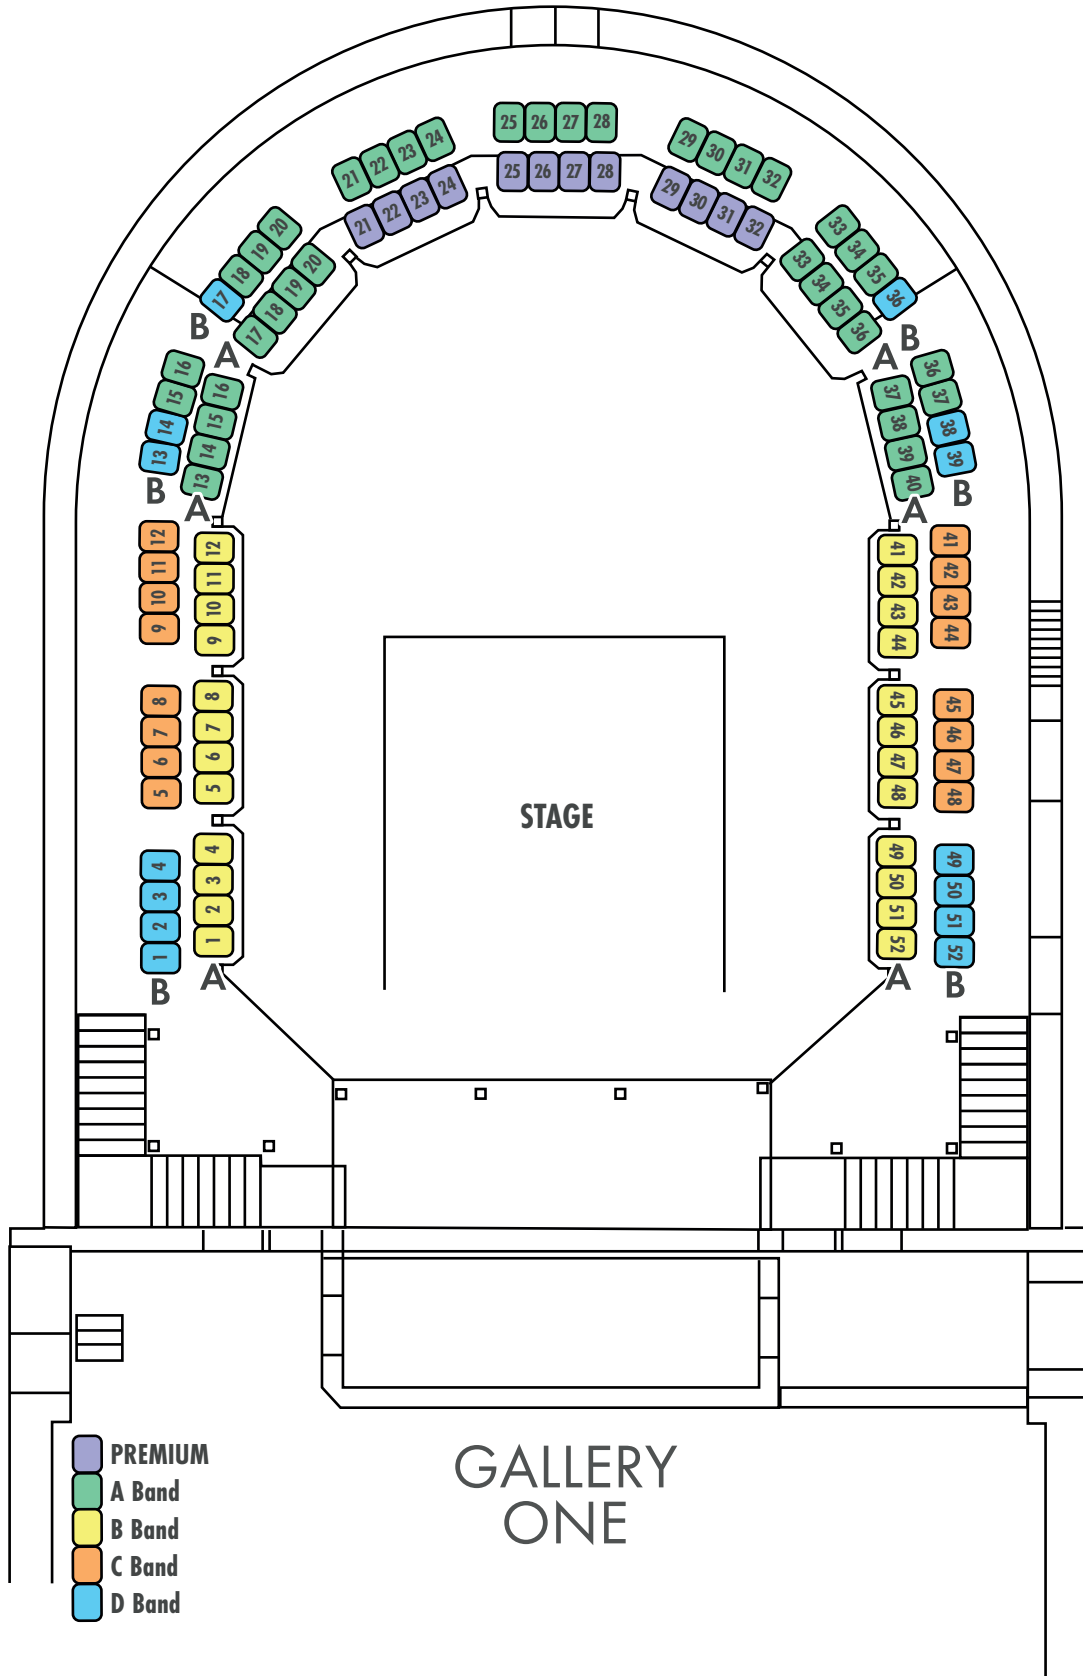 25 26 27 28
25 26 27 28
21 22 23 24
21 22 23 24
29 30 31 32
29 30 31 32
17 18 19 20
B
17 18 19 20
A
33 34 35 36
B
33 34 35 36
A
13 14 15 16
B
13 14 15 16
A
36 37 38 39
B
37 38 39 40
A
9 10 11 12
9 10 11 12
41 42 43 44
41 42 43 44
5 6 7 8
5 6 7 8
STAGE
45 46 47 48
45 46 47 48
1 2 3 4
B
1 2 3 4
A
49 50 51 52
A
49 50 51 52
B
PREMIUM
A Band
B Band
C Band
D Band
GALLERY
ONE